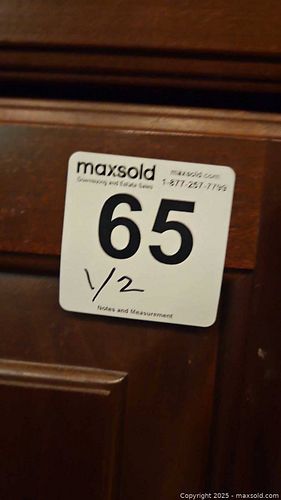 maxsold maxsold.com
Downsizing and Estate Sales 1-877-257-7799
65
1/2
Notes and Measurement
Copyright 2025 - maxsold.com